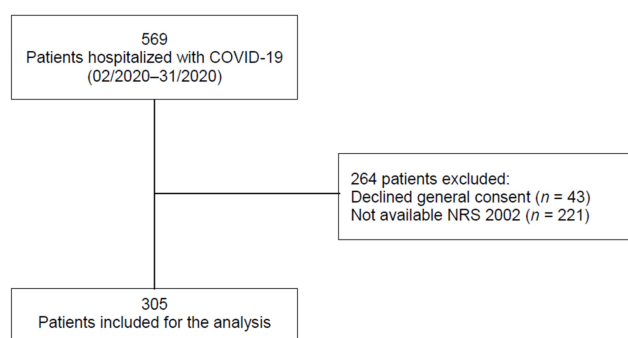 569
Patients hospitalized with COVID-19
(02/2020–31/2020)
264 patients excluded:
Declined general consent (n = 43)
Not available NRS 2002 (n = 221)
305
Patients included for the analysis